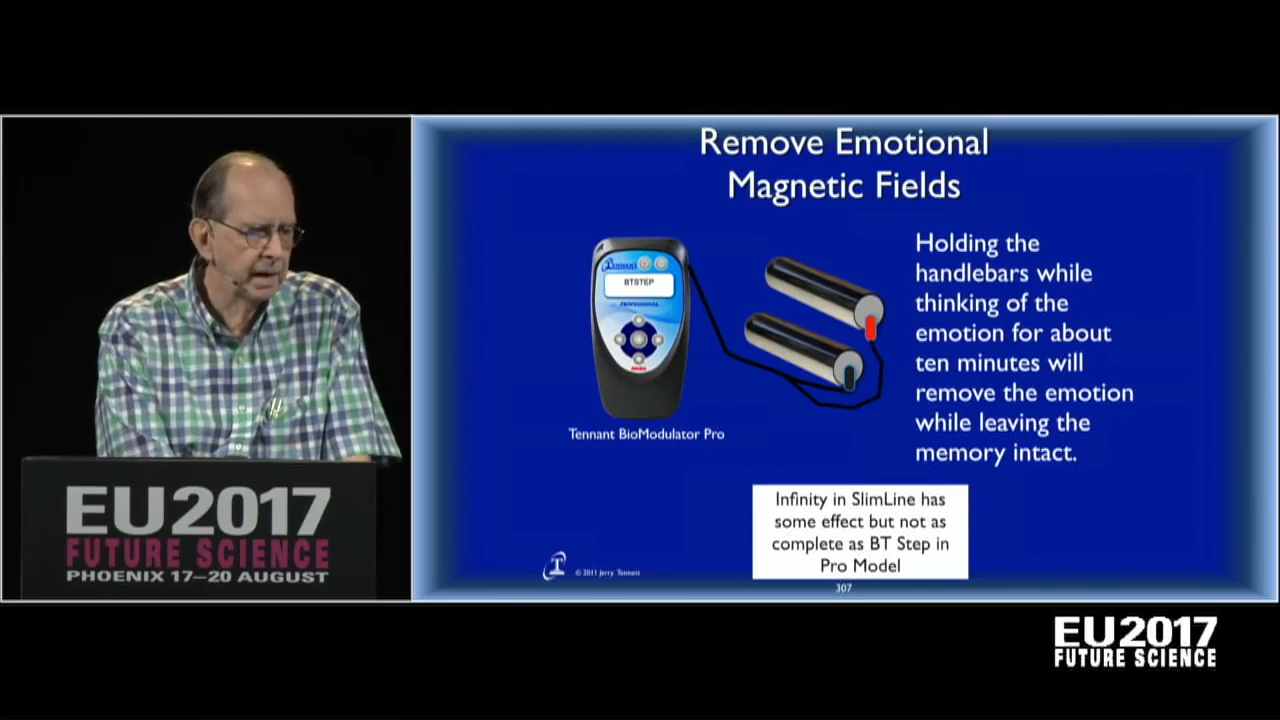 Remove Emotional
Magnetic Fields
TENNANT
BTSTEP
PROFESSIONAL
Holding the
handlebars while
thinking of the
emotion for about
ten minutes will
remove the emotion
while leaving the
memory intact.
Tennant BioModulator Pro
Infinity in SlimLine has
some effect but not as
complete as BT Step in
Pro Model
T
© 2011 Jerry Tennant
307
EU2017
FUTURE SCIENCE
PHOENIX 17–20 AUGUST
EU2017
FUTURE SCIENCE